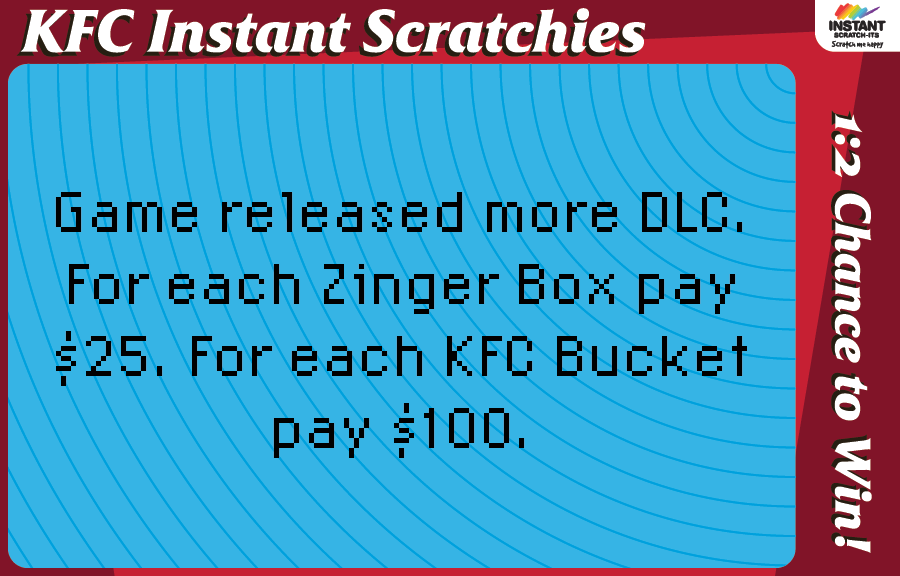 KFC Instant Scratchies
INSTANT
SCRATCH-ITS
Scratch me happy
Game released more DLC.
For each Zinger Box pay
$25. For each KFC Bucket
pay $100.
1:2 Chance to Win!